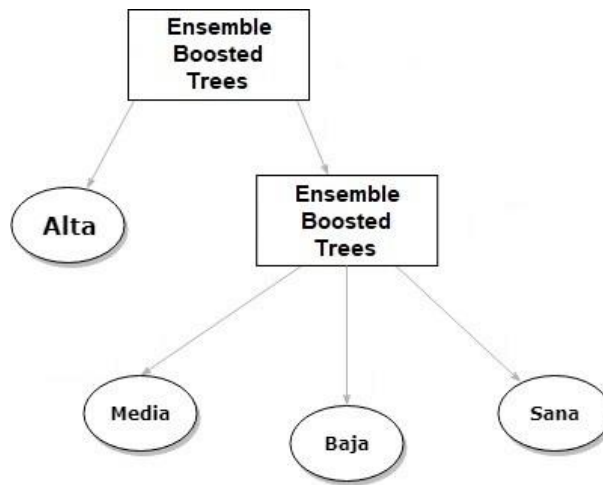 Ensemble
Boosted
Trees
Alta
Ensemble
Boosted
Trees
Media
Baja
Sana